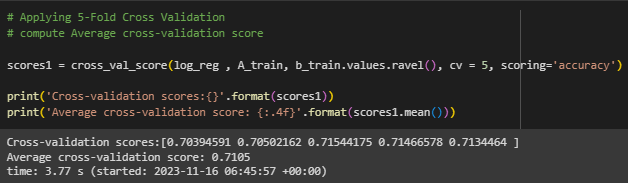 # Applying 5-Fold Cross Validation
# compute Average cross-validation score
scores1 = cross_val_score(log_reg , A_train, b_train.values.ravel(), cv = 5, scoring='accuracy')
print('Cross-validation scores:{}'.format(scores1))
print('Average cross-validation score: {:.4f}'.format(scores1.mean()))
Cross-validation scores:[0.70394591 0.70502162 0.71544175 0.71466578 0.7134464 ]
Average cross-validation score: 0.7105
time: 3.77 s (started: 2023-11-16 06:45:57 +00:00)